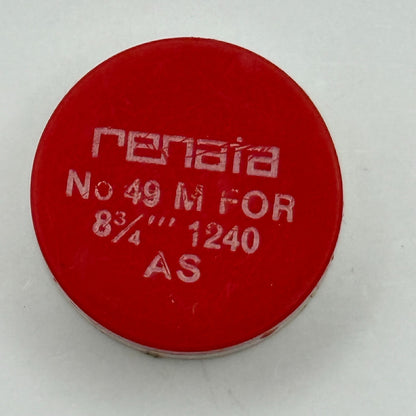 renata
No 49 M FOR
8¾''' 1240
AS